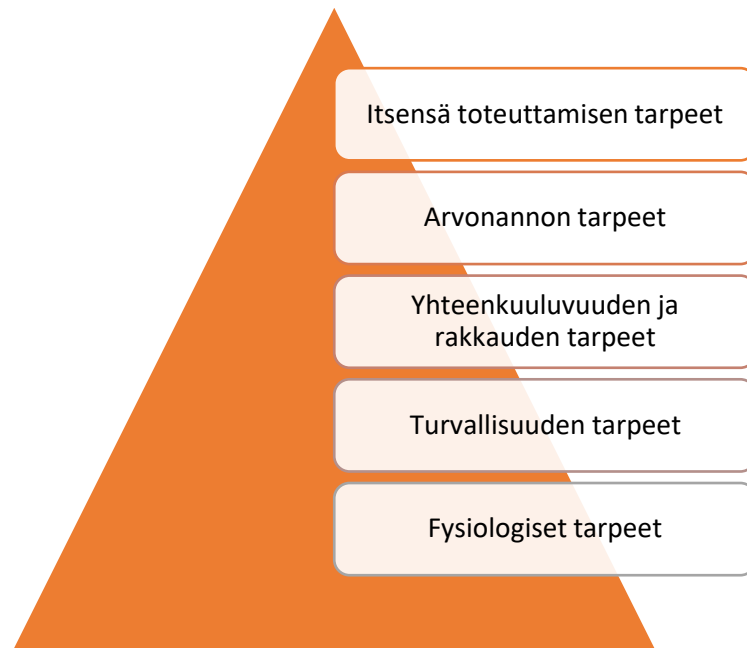 Itsensä toteuttamisen tarpeet
Arvonannon tarpeet
Yhteenkuuluvuuden ja
rakkauden tarpeet
Turvallisuuden tarpeet
Fysiologiset tarpeet